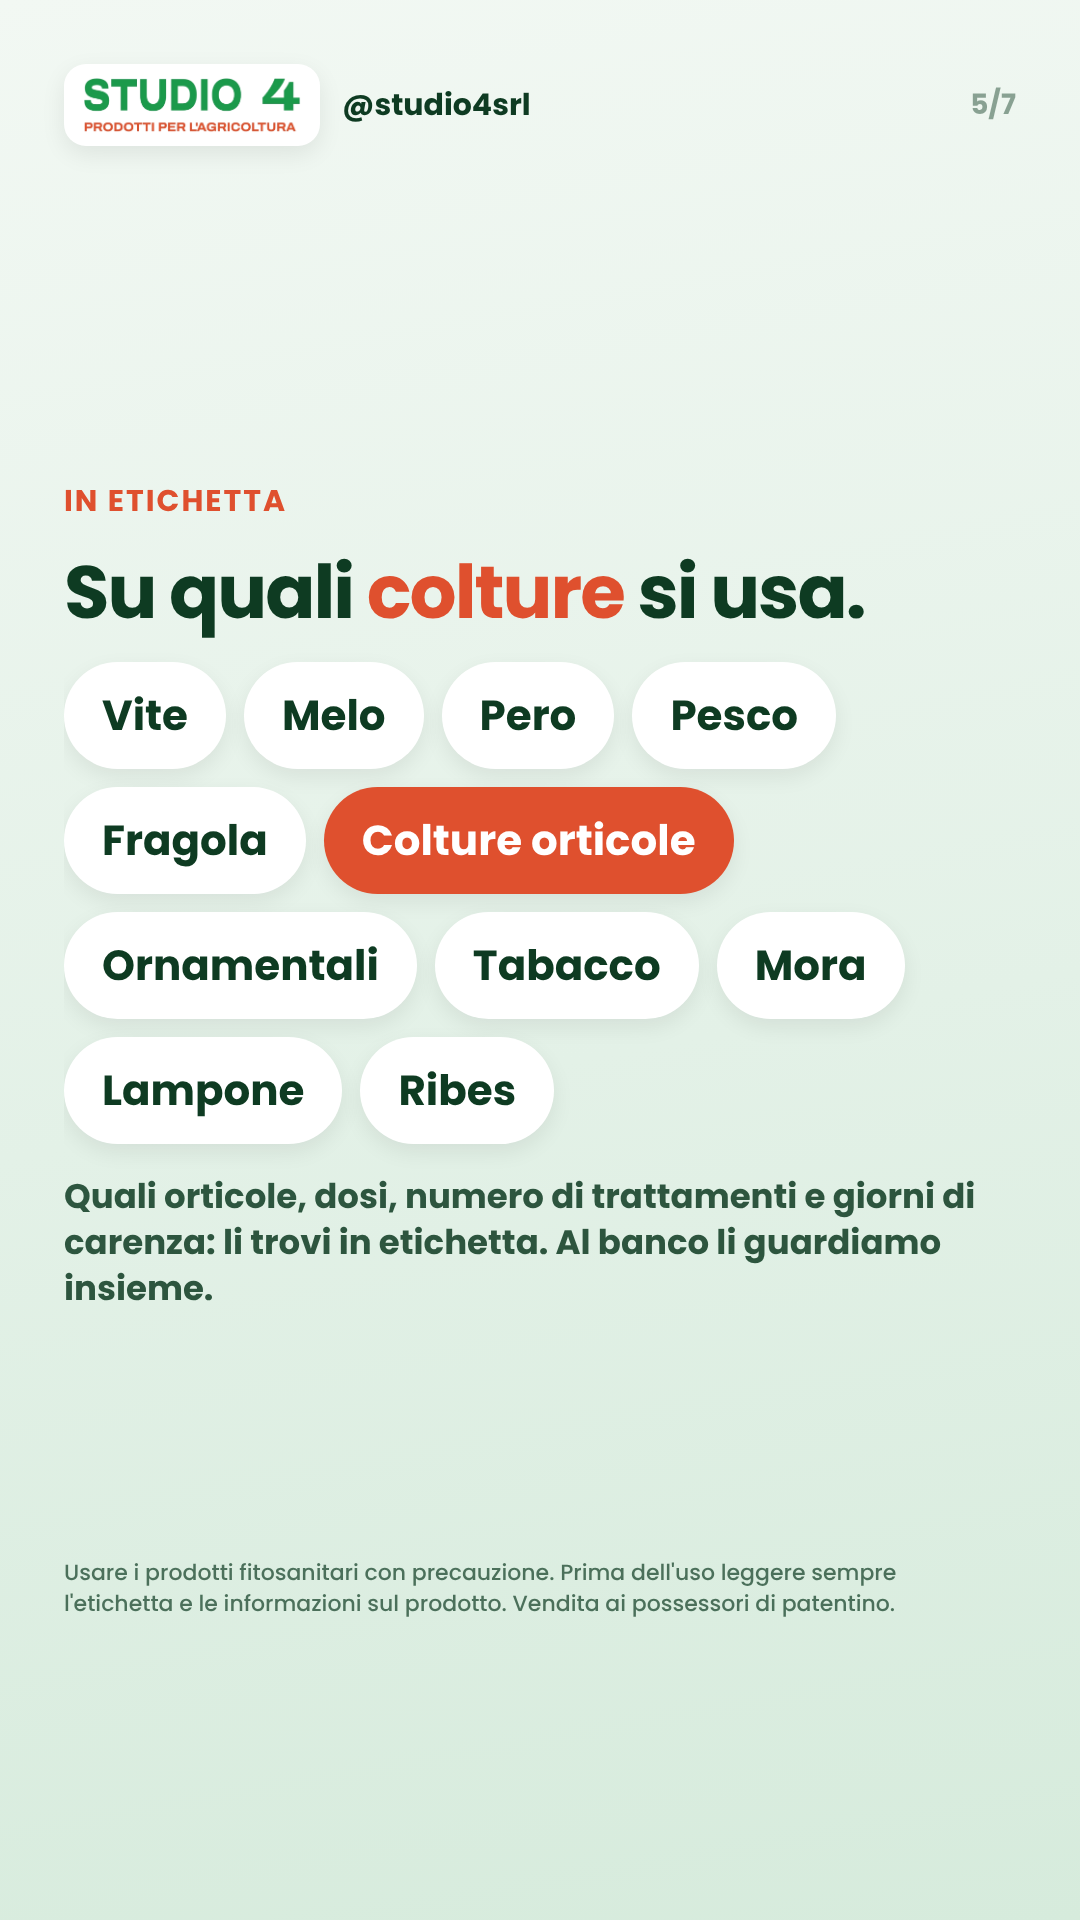 STUDIO 4
PRODOTTI PER L'AGRICOLTURA
@studio4srl
5/7
IN ETICHETTA
Su quali colture si usa.
Vite Melo Pero Pesco
Fragola Colture orticole
Ornamentali Tabacco Mora
Lampone Ribes
Quali orticole, dosi, numero di trattamenti e giorni di
carenza: li trovi in etichetta. Al banco li guardiamo
insieme.
Usare i prodotti fitosanitari con precauzione. Prima dell'uso leggere sempre
l'etichetta e le informazioni sul prodotto. Vendita ai possessori di patentino.